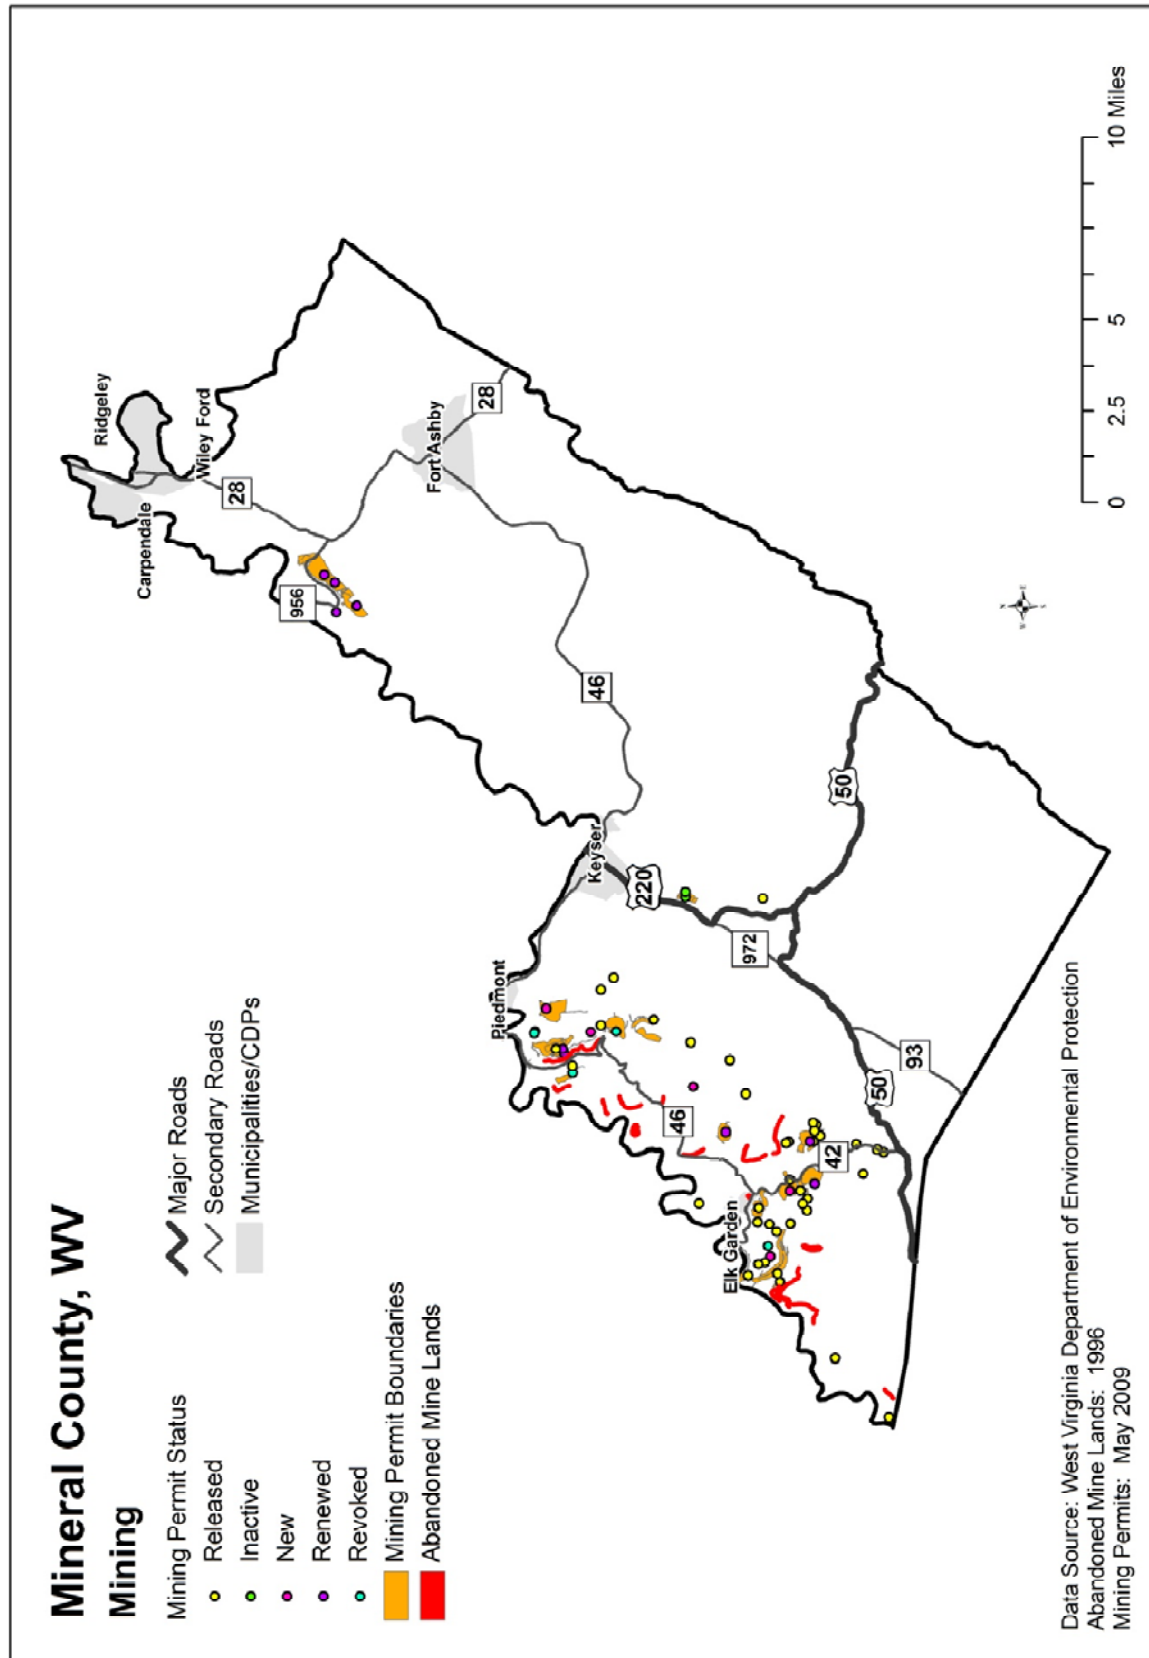 Mineral County, WV
Mining
Mining Permit Status
Released
Inactive
New
Renewed
Revoked
Mining Permit Boundaries
Abandoned Mine Lands
Major Roads
Secondary Roads
Municipalities/CDPs
Ridgeley
Carpendale
Wiley Ford
28
956
Fort Ashby
28
46
Keyser
220
Piedmont
972
50
46
50
93
42
Elk Garden
0 2.5 5 10 Miles
Data Source: West Virginia Department of Environmental Protection
Abandoned Mine Lands: 1996
Mining Permits: May 2009